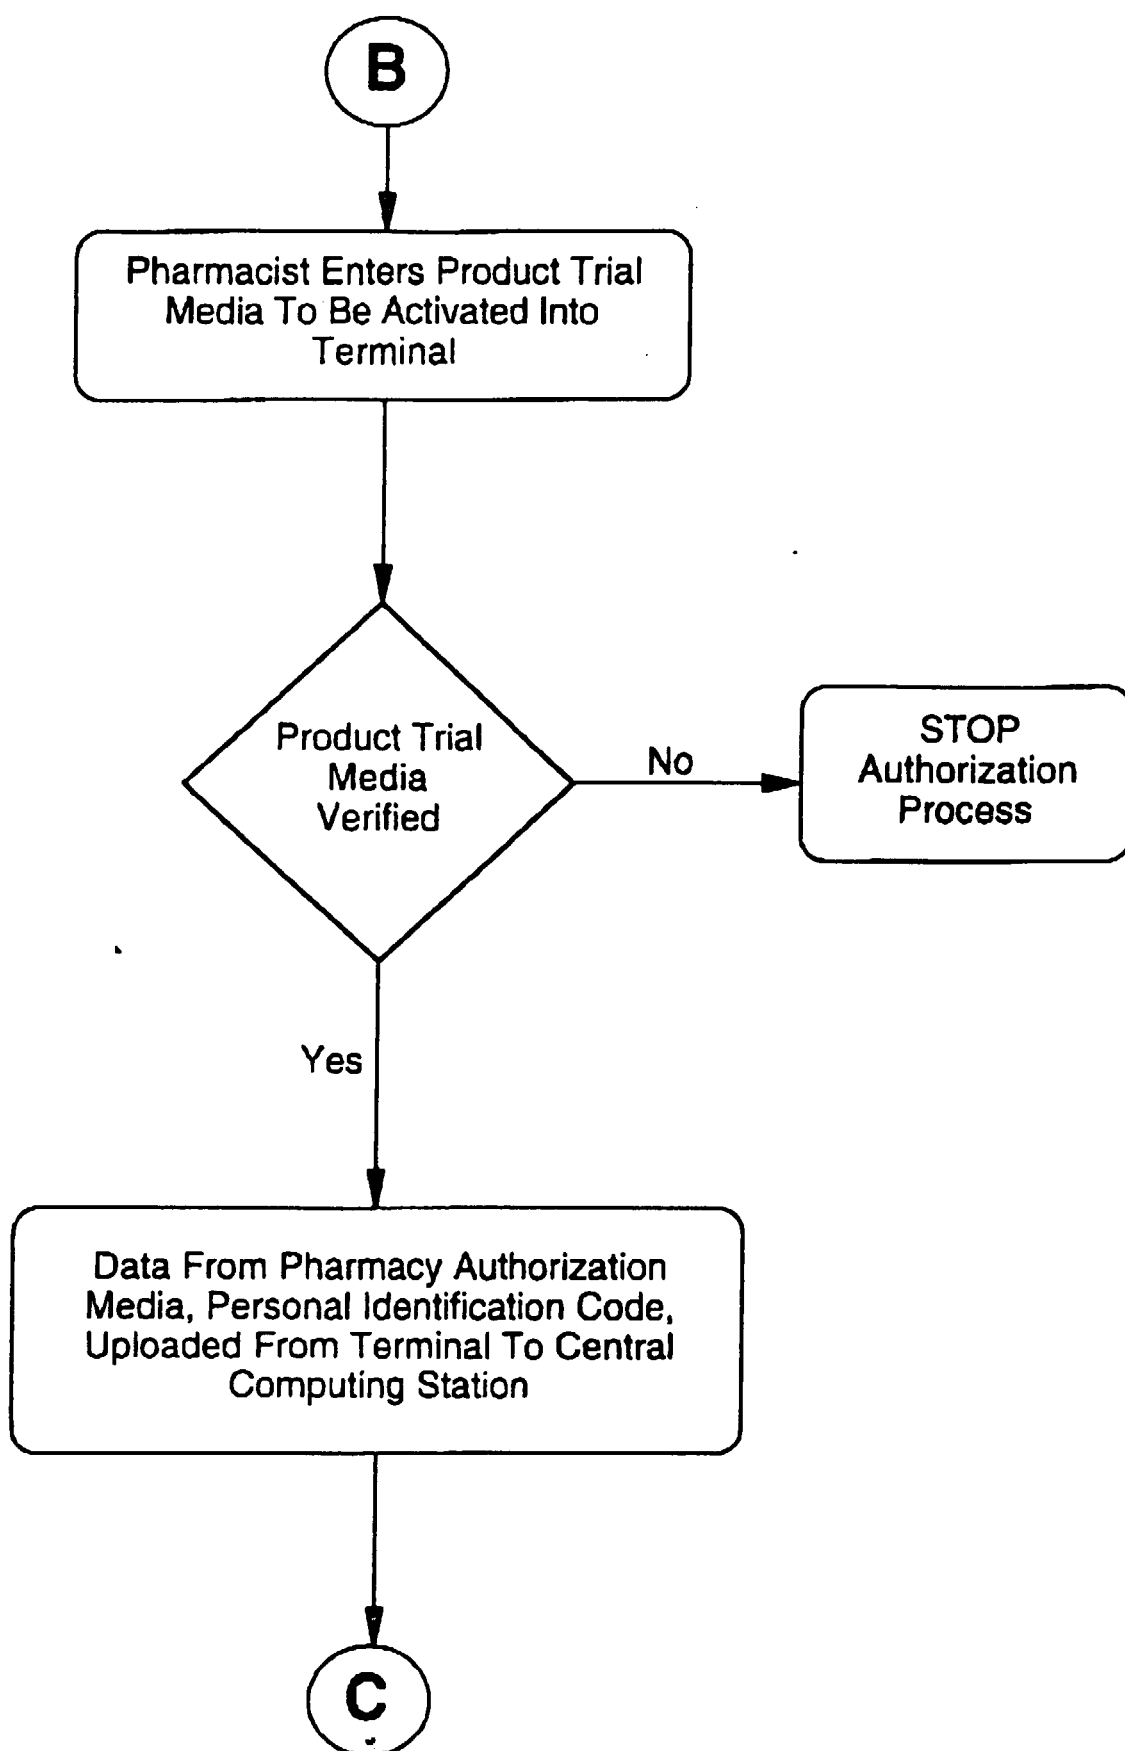 B
Pharmacist Enters Product Trial
Media To Be Activated Into
Terminal
Product Trial
Media
Verified
No
STOP
Authorization
Process
Yes
Data From Pharmacy Authorization
Media, Personal Identification Code,
Uploaded From Terminal To Central
Computing Station
C